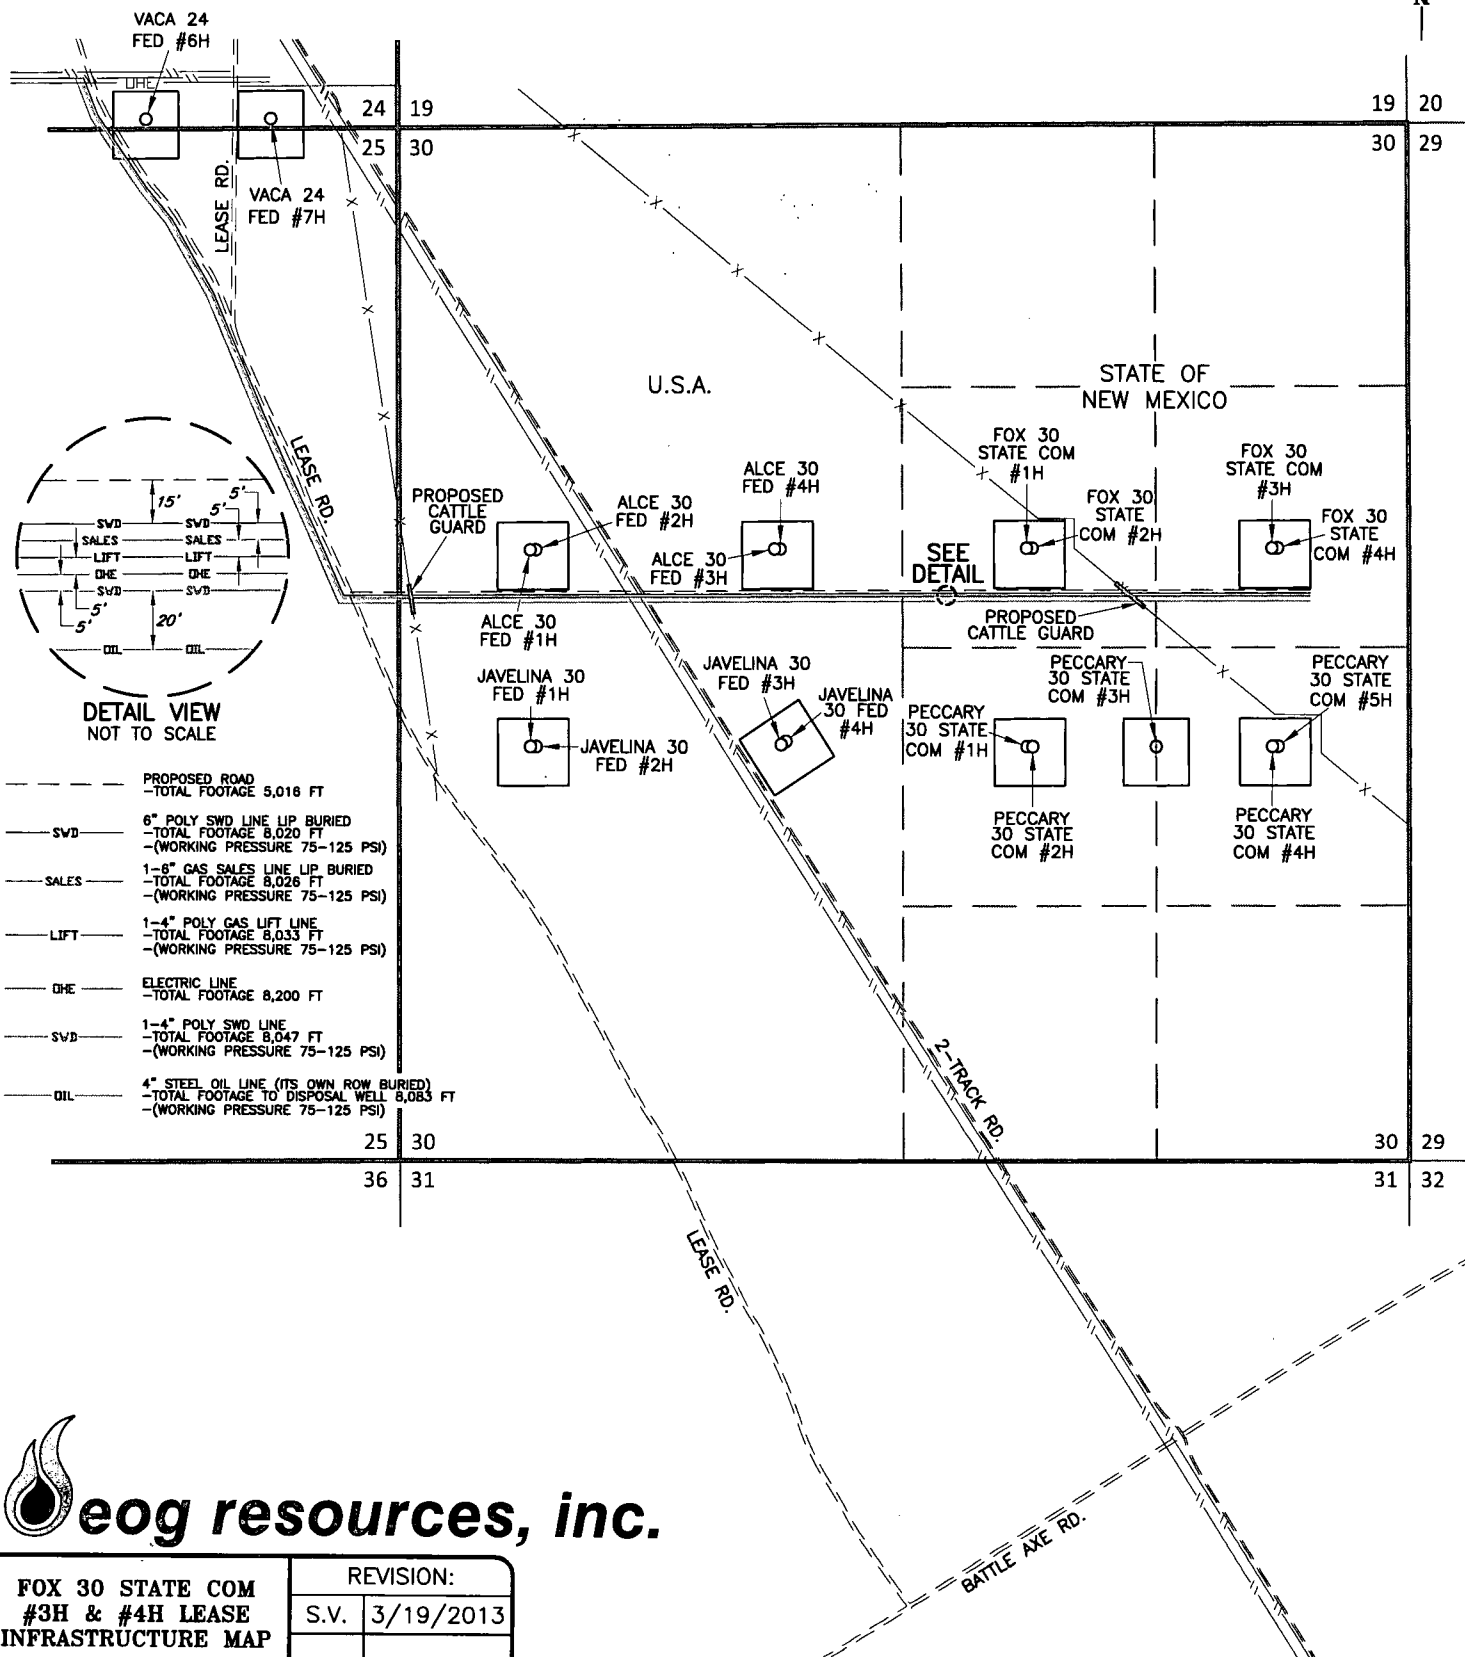 N
VACA 24
FED #6H
OHE
24 19
25 30
19 20
30 29
LEASE RD.
VACA 24
FED #7H
U.S.A.
STATE OF
NEW MEXICO
LEASE RD.
15'
5'
5'
SWD SWD
SALES SALES
LIFT LIFT
OHE OHE
SWD SWD
5'
5'
20'
OIL OIL
DETAIL VIEW
NOT TO SCALE
PROPOSED
CATTLE
GUARD
ALCE 30
FED #2H
ALCE 30
FED #4H
ALCE 30
FED #3H
ALCE 30
FED #1H
FOX 30
STATE COM
#1H
FOX 30
STATE
COM #2H
FOX 30
STATE COM
#3H
FOX 30
STATE
COM #4H
SEE
DETAIL
PROPOSED
CATTLE GUARD
JAVELINA 30
FED #1H
JAVELINA 30
FED #2H
JAVELINA 30
FED #3H
JAVELINA
30 FED
#4H
PECCARY
30 STATE
COM #1H
PECCARY
30 STATE
COM #3H
PECCARY
30 STATE
COM #5H
PECCARY
30 STATE
COM #2H
PECCARY
30 STATE
COM #4H
PROPOSED ROAD
-TOTAL FOOTAGE 5,016 FT
SWD
6" POLY SWD LINE LIP BURIED
-TOTAL FOOTAGE 8,020 FT
-(WORKING PRESSURE 75-125 PSI)
SALES
1-6" GAS SALES LINE LIP BURIED
-TOTAL FOOTAGE 8,026 FT
-(WORKING PRESSURE 75-125 PSI)
LIFT
1-4" POLY GAS LIFT LINE
-TOTAL FOOTAGE 8,033 FT
-(WORKING PRESSURE 75-125 PSI)
OHE
ELECTRIC LINE
-TOTAL FOOTAGE 8,200 FT
SWD
1-4" POLY SWD LINE
-TOTAL FOOTAGE 8,047 FT
-(WORKING PRESSURE 75-125 PSI)
OIL
4" STEEL OIL LINE (ITS OWN ROW BURIED)
-TOTAL FOOTAGE TO DISPOSAL WELL 8,083 FT
-(WORKING PRESSURE 75-125 PSI)
2-TRACK RD.
25 30
36 31
30 29
31 32
LEASE RD.
BATTLE AXE RD.
eog resources, inc.
FOX 30 STATE COM
#3H & #4H LEASE
INFRASTRUCTURE MAP
REVISION:
S.V. 3/19/2013